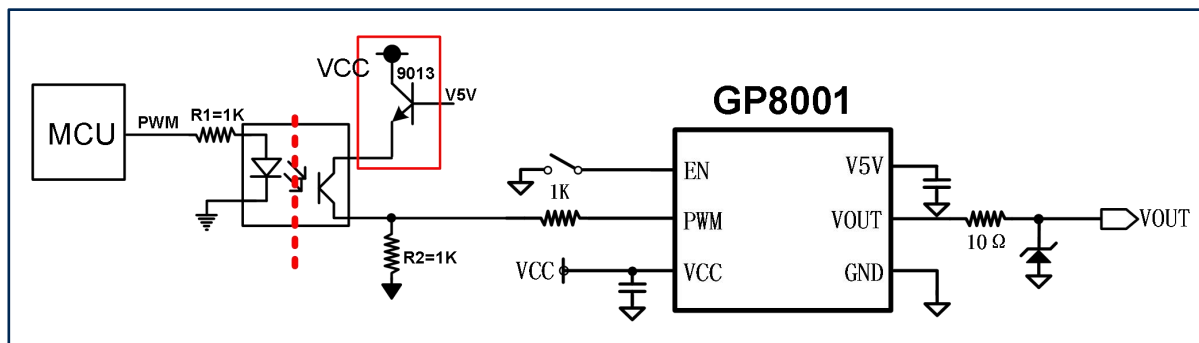 VCC
9013
V5V
MCU
PWM
R1=1K
R2=1K
GP8001
EN
1K
PWM
VCC
VCC
V5V
VOUT
GND
10Ω
VOUT